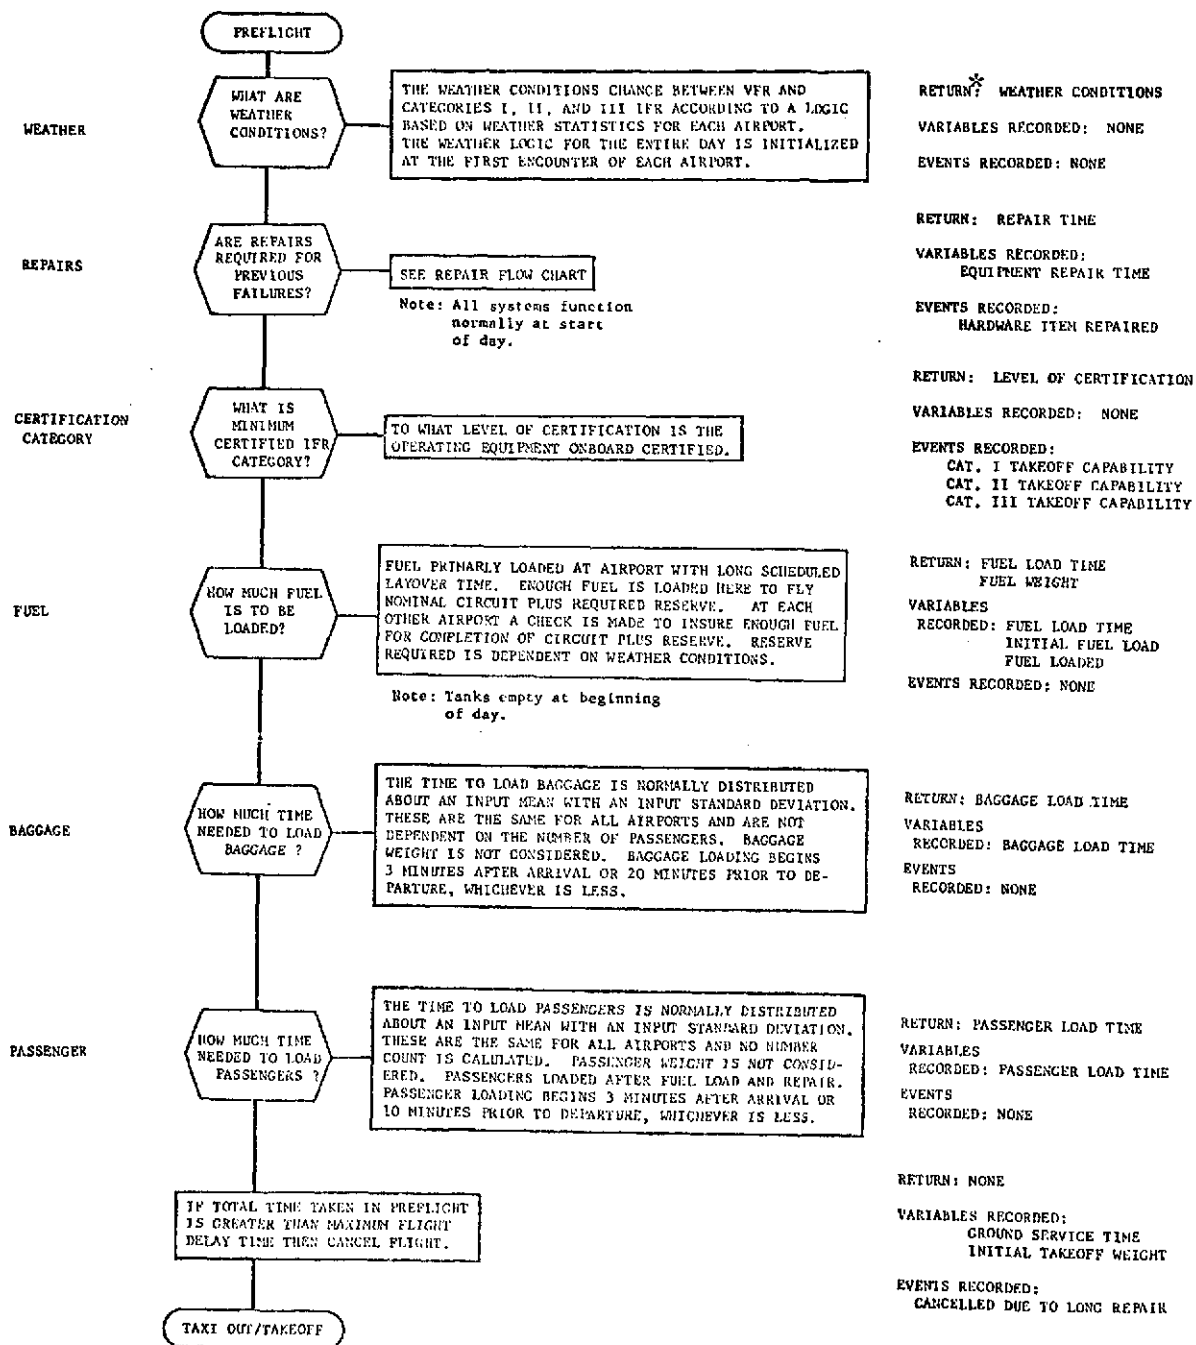 PREFLIGHT
WEATHER
WHAT ARE
WEATHER
CONDITIONS?
THE WEATHER CONDITIONS CHANCE BETWEEN VFR AND
CATEGORIES I, II, AND III IFR ACCORDING TO A LOGIC
BASED ON WEATHER STATISTICS FOR EACH AIRPORT.
THE WEATHER LOGIC FOR THE ENTIRE DAY IS INITIALIZED
AT THE FIRST ENCOUNTER OF EACH AIRPORT.
RETURN*: WEATHER CONDITIONS
VARIABLES RECORDED: NONE
EVENTS RECORDED: NONE
REPAIRS
ARE REPAIRS
REQUIRED FOR
PREVIOUS
FAILURES?
SEE REPAIR FLOW CHART
Note: All systems function
normally at start
of day.
RETURN: REPAIR TIME
VARIABLES RECORDED:
EQUIPMENT REPAIR TIME
EVENTS RECORDED:
HARDWARE ITEM REPAIRED
CERTIFICATION
CATEGORY
WHAT IS
MINIMUM
CERTIFIED IFR
CATEGORY?
TO WHAT LEVEL OF CERTIFICATION IS THE
OPERATING EQUIPMENT ONBOARD CERTIFIED.
RETURN: LEVEL OF CERTIFICATION
VARIABLES RECORDED: NONE
EVENTS RECORDED:
CAT. I TAKEOFF CAPABILITY
CAT. II TAKEOFF CAPABILITY
CAT. III TAKEOFF CAPABILITY
FUEL
HOW MUCH FUEL
IS TO BE
LOADED?
FUEL PRIMARLY LOADED AT AIRPORT WITH LONG SCHEDULED
LAYOVER TIME. ENOUGH FUEL IS LOADED HERE TO FLY
NOMINAL CIRCUIT PLUS REQUIRED RESERVE. AT EACH
OTHER AIRPORT A CHECK IS MADE TO INSURE ENOUGH FUEL
FOR COMPLETION OF CIRCUIT PLUS RESERVE. RESERVE
REQUIRED IS DEPENDENT ON WEATHER CONDITIONS.
Note: Tanks empty at beginning
of day.
RETURN: FUEL LOAD TIME
FUEL WEIGHT
VARIABLES
RECORDED: FUEL LOAD TIME
INITIAL FUEL LOAD
FUEL LOADED
EVENTS RECORDED: NONE
BAGGAGE
HOW MUCH TIME
NEEDED TO LOAD
BAGGAGE ?
THE TIME TO LOAD BAGGAGE IS NORMALLY DISTRIBUTED
ABOUT AN INPUT MEAN WITH AN INPUT STANDARD DEVIATION.
THESE ARE THE SAME FOR ALL AIRPORTS AND ARE NOT
DEPENDENT ON THE NUMBER OF PASSENGERS. BAGGAGE
WEIGHT IS NOT CONSIDERED. BAGGAGE LOADING BEGINS
3 MINUTES AFTER ARRIVAL OR 20 MINUTES PRIOR TO DE-
PARTURE, WHICHEVER IS LESS.
RETURN: BAGGAGE LOAD TIME
VARIABLES
RECORDED: BAGGAGE LOAD TIME
EVENTS
RECORDED: NONE
PASSENGER
HOW MUCH TIME
NEEDED TO LOAD
PASSENGERS ?
THE TIME TO LOAD PASSENGERS IS NORMALLY DISTRIBUTED
ABOUT AN INPUT MEAN WITH AN INPUT STANDARD DEVIATION.
THESE ARE THE SAME FOR ALL AIRPORTS AND NO NUMBER
COUNT IS CALULATED. PASSENGER WEIGHT IS NOT CONSID-
ERED. PASSENGERS LOADED AFTER FUEL LOAD AND REPAIR.
PASSENGER LOADING BEGINS 3 MINUTES AFTER ARRIVAL OR
10 MINUTES PRIOR TO DEPARTURE, WHICHEVER IS LESS.
RETURN: PASSENGER LOAD TIME
VARIABLES
RECORDED: PASSENGER LOAD TIME
EVENTS
RECORDED: NONE
IF TOTAL TIME TAKEN IN PREFLIGHT
IS GREATER THAN MAXIMUM FLIGHT
DELAY TIME THEN CANCEL FLIGHT.
RETURN: NONE
VARIABLES RECORDED:
GROUND SERVICE TIME
INITIAL TAKEOFF WEIGHT
EVENTS RECORDED:
CANCELLED DUE TO LONG REPAIR
TAXI OUT/TAKEOFF